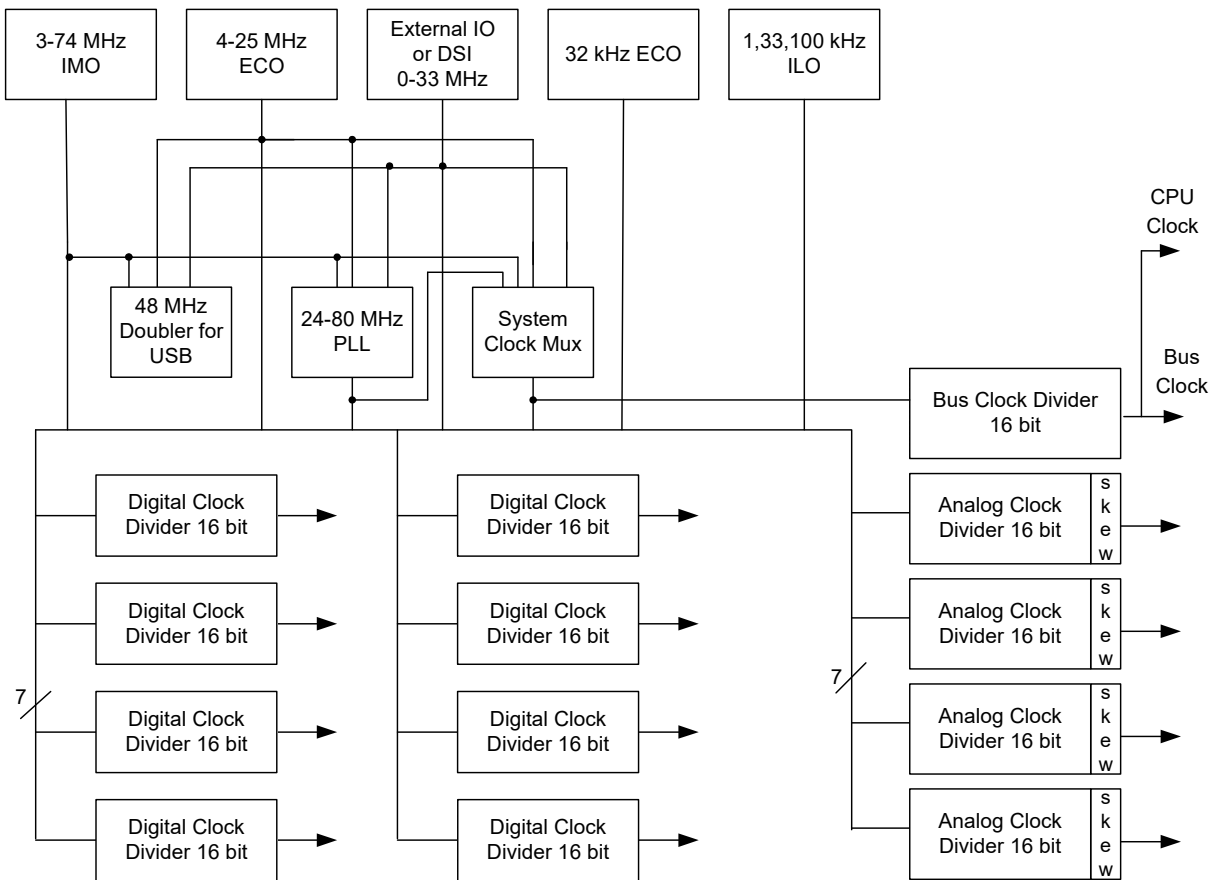 3-74 MHz
IMO
4-25 MHz
ECO
External IO
or DSI
0-33 MHz
32 kHz ECO
1,33,100 kHz
ILO
CPU
Clock
48 MHz
Doubler for
USB
24-80 MHz
PLL
System
Clock Mux
Bus
Clock
Bus Clock Divider
16 bit
Digital Clock
Divider 16 bit
Digital Clock
Divider 16 bit
Analog Clock
Divider 16 bit
s
k
e
w
Digital Clock
Divider 16 bit
Digital Clock
Divider 16 bit
Analog Clock
Divider 16 bit
s
k
e
w
7
7
Digital Clock
Divider 16 bit
Digital Clock
Divider 16 bit
Analog Clock
Divider 16 bit
s
k
e
w
Digital Clock
Divider 16 bit
Digital Clock
Divider 16 bit
Analog Clock
Divider 16 bit
s
k
e
w